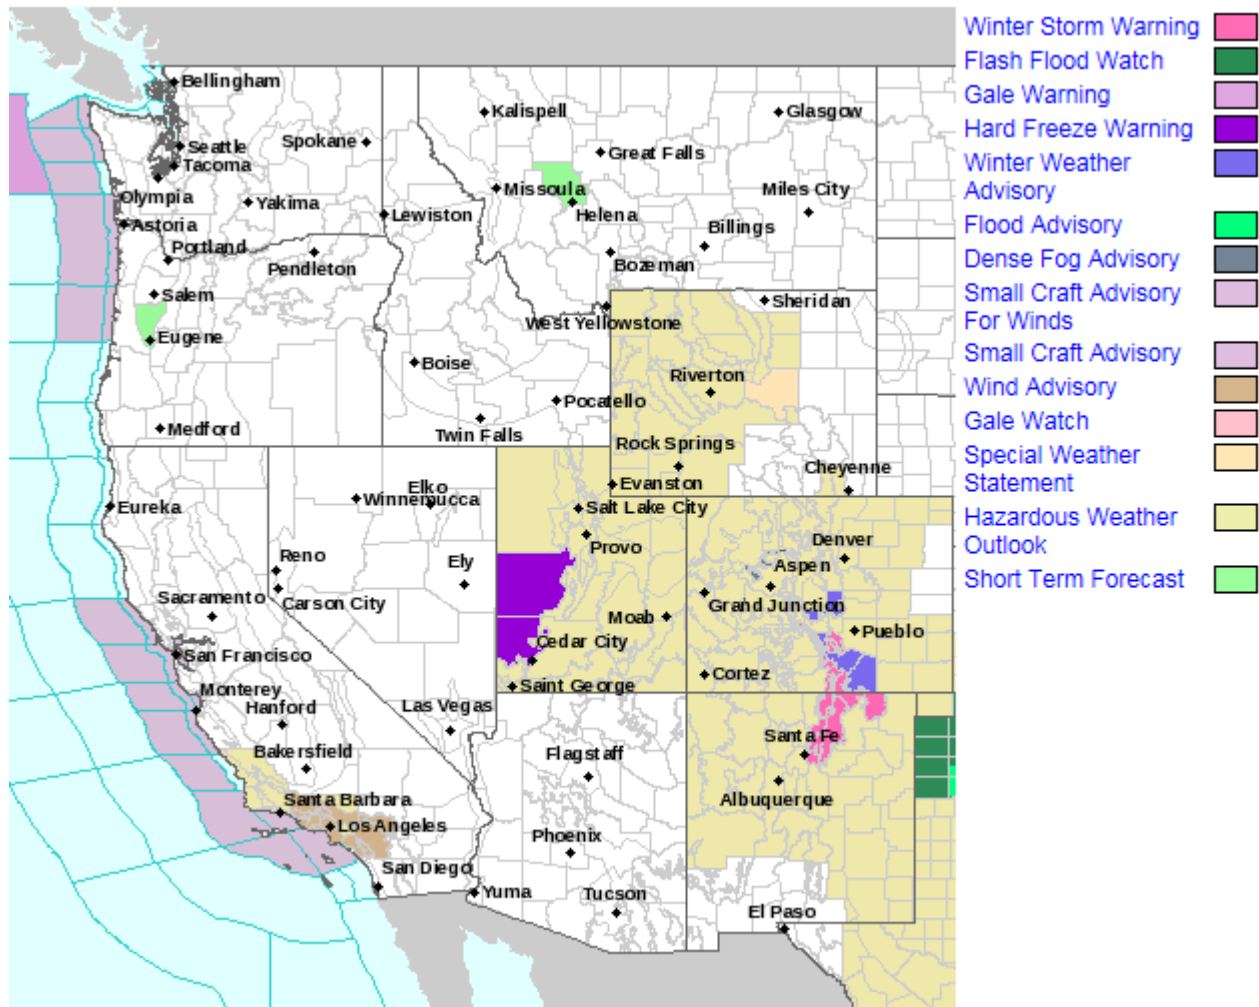 Bellingham
Seattle
Tacoma
Olympia
Spokane
Yakima
Astoria
Portland
Lewiston
Pendleton
Salem
Eugene
Medford
Kalispell
Glasgow
Great Falls
Missoula
Helena
Miles City
Billings
Bozeman
West Yellowstone
Sheridan
Boise
Pocatello
Twin Falls
Riverton
Rock Springs
Evanston
Cheyenne
Eureka
Elko
Winnemucca
Reno
Ely
Carson City
Sacramento
San Francisco
Monterey
Hanford
Bakersfield
Las Vegas
Santa Barbara
Los Angeles
San Diego
Salt Lake City
Provo
Moab
Cedar City
Saint George
Denver
Aspen
Grand Junction
Pueblo
Cortez
Flagstaff
Phoenix
Yuma
Tucson
Santa Fe
Albuquerque
El Paso
Winter Storm Warning
Flash Flood Watch
Gale Warning
Hard Freeze Warning
Winter Weather
Advisory
Flood Advisory
Dense Fog Advisory
Small Craft Advisory
For Winds
Small Craft Advisory
Wind Advisory
Gale Watch
Special Weather
Statement
Hazardous Weather
Outlook
Short Term Forecast